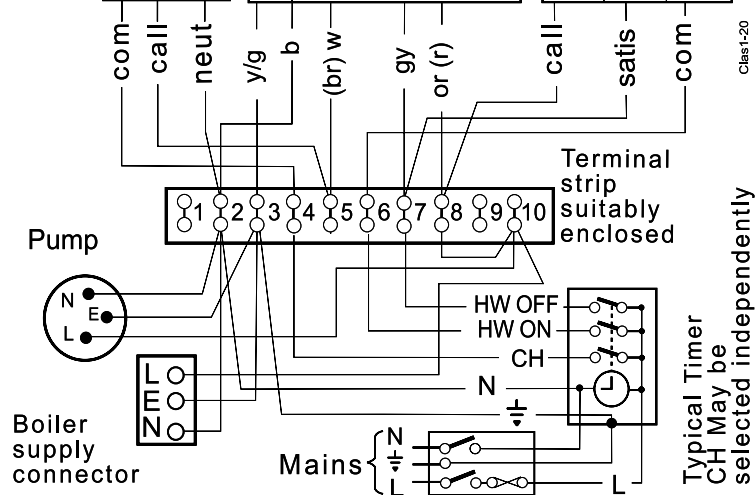 com
call
neut
y/g
b
(br) w
gy
or (r)
call
satis
com
Clas1-20
Terminal
strip
suitably
enclosed
1 2 3 4 5 6 7 8 9 10
Pump
N
E
L
HW OFF
HW ON
CH
N
L
E
N
Boiler
supply
connector
Mains
N
L
L
Typical Timer
CH May be
selected independently